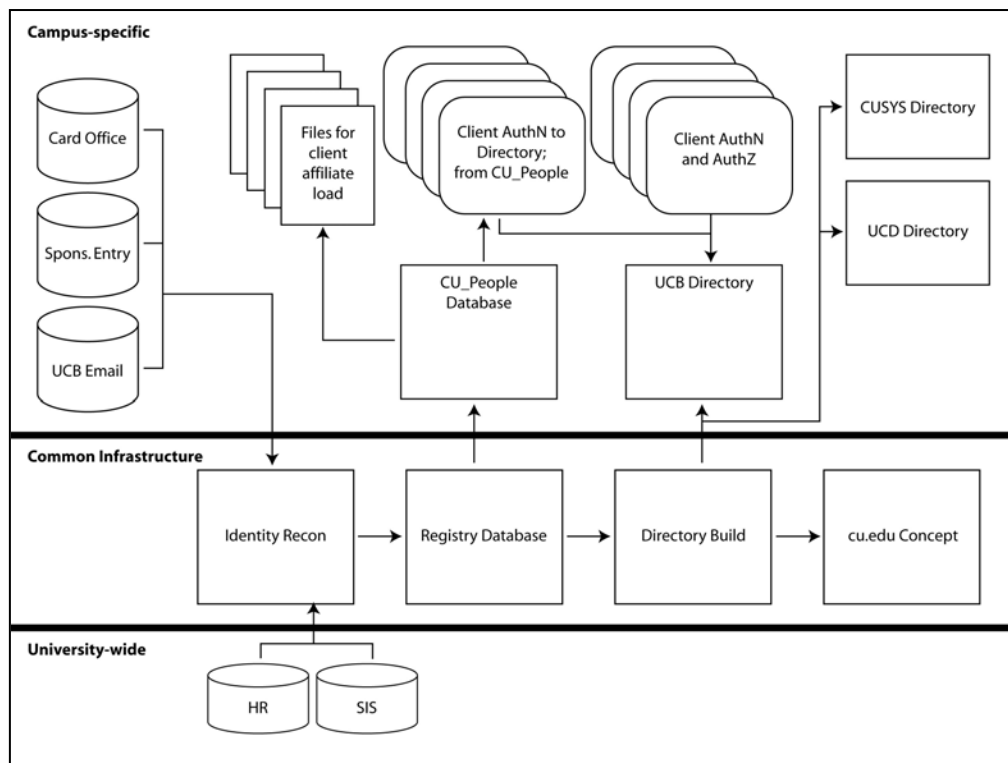 Campus-specific
Card Office
Spons. Entry
UCB Email
Files for
client
affiliate
load
Client AuthN to
Directory;
from CU_People
Client AuthN
and AuthZ
CUSYS Directory
UCD Directory
CU_People
Database
UCB Directory
Common Infrastructure
Identity Recon
Registry Database
Directory Build
cu.edu Concept
University-wide
HR
SIS